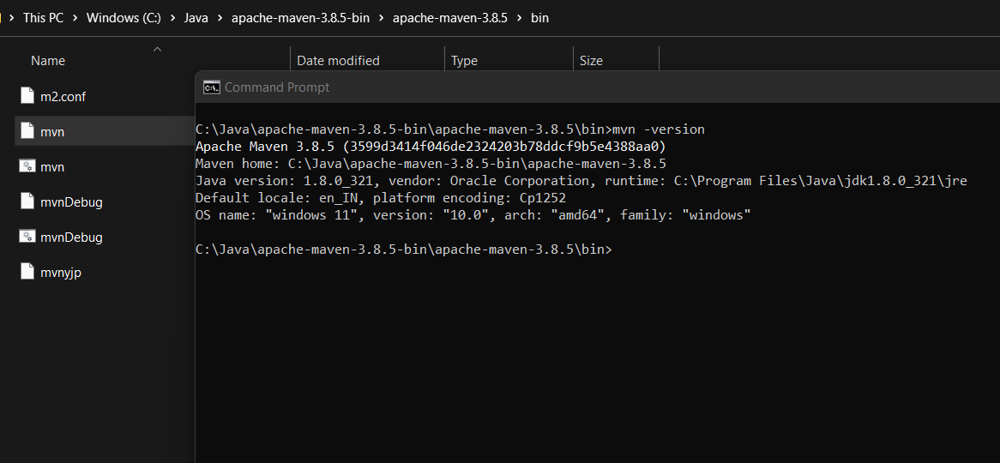 This PC > Windows (C:) > Java > apache-maven-3.8.5-bin > apache-maven-3.8.5 > bin
Name Date modified Type Size
m2.conf
mvn
mvn
mvnDebug
mvnDebug
mvnyjp
Command Prompt
C:\Java\apache-maven-3.8.5-bin\apache-maven-3.8.5\bin>mvn -version
Apache Maven 3.8.5 (3599d3414f046de2324203b78ddcf9b5e4388aa0)
Maven home: C:\Java\apache-maven-3.8.5-bin\apache-maven-3.8.5
Java version: 1.8.0_321, vendor: Oracle Corporation, runtime: C:\Program Files\Java\jdk1.8.0_321\jre
Default locale: en_IN, platform encoding: Cp1252
OS name: "windows 11", version: "10.0", arch: "amd64", family: "windows"
C:\Java\apache-maven-3.8.5-bin\apache-maven-3.8.5\bin>